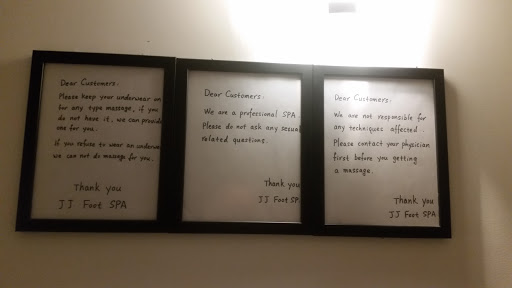 Dear Customers:
Please keep your underwear on
for any type massage, if you
do not have it, we can provide
one for you.
If you refuse to wear an underwear
we can not do massage for you.
Thank you
JJ Foot SPA
Dear Customers:
We are a professional SPA
Please do not ask any sexual
related questions.
Thank you
JJ Foot SPA
Dear Customers:
We are not responsible for
any techniques affected.
Please contact your physician
first before you getting
a massage.
Thank you
JJ Foot SPA